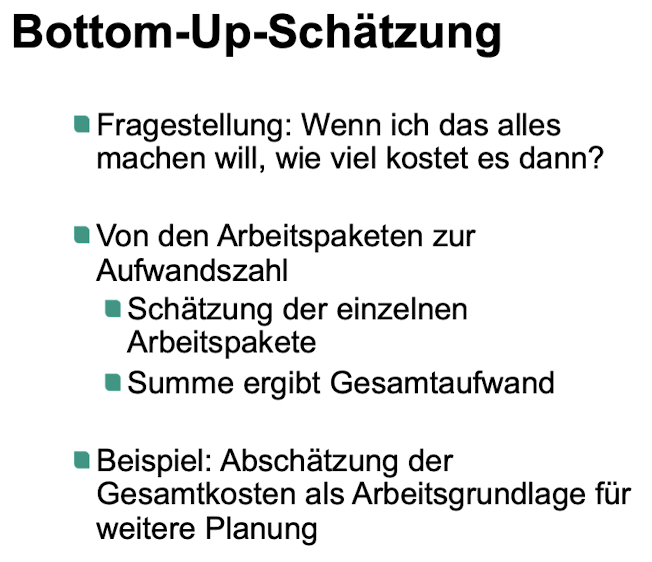 Bottom-Up-Schätzung
Fragestellung: Wenn ich das alles
machen will, wie viel kostet es dann?
Von den Arbeitspaketen zur
Aufwandszahl
Schätzung der einzelnen
Arbeitspakete
Summe ergibt Gesamtaufwand
Beispiel: Abschätzung der
Gesamtkosten als Arbeitsgrundlage für
weitere Planung